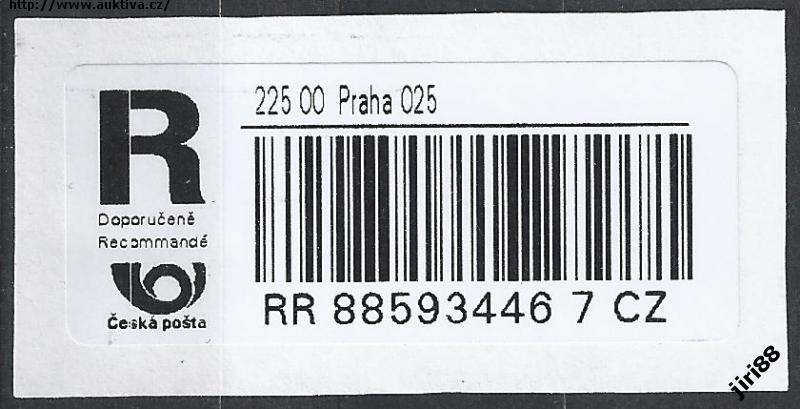 http://www.auktiva.cz/
R
225 00 Praha 025
Doporučeně
Recommandé
Česká pošta
RR 88593446 7 CZ
jiri88